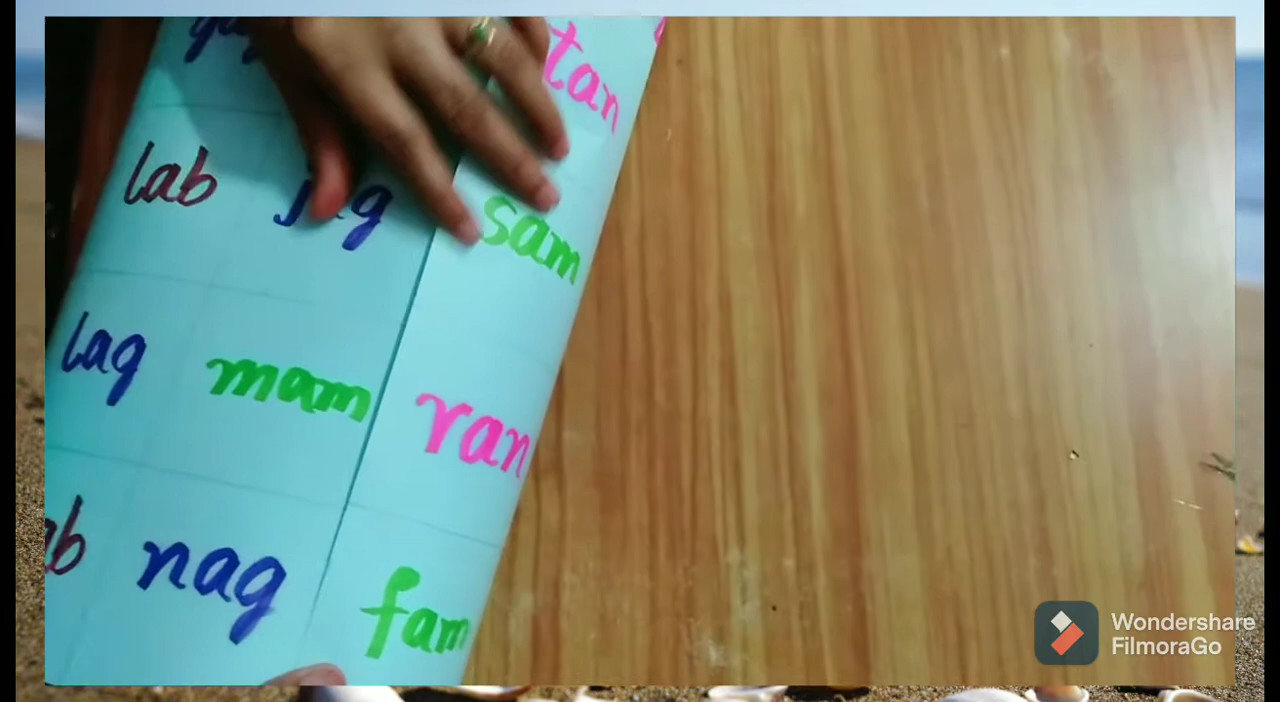 tan
lab sam
lag mam ran
nag fam
Wondershare
FilmoraGo